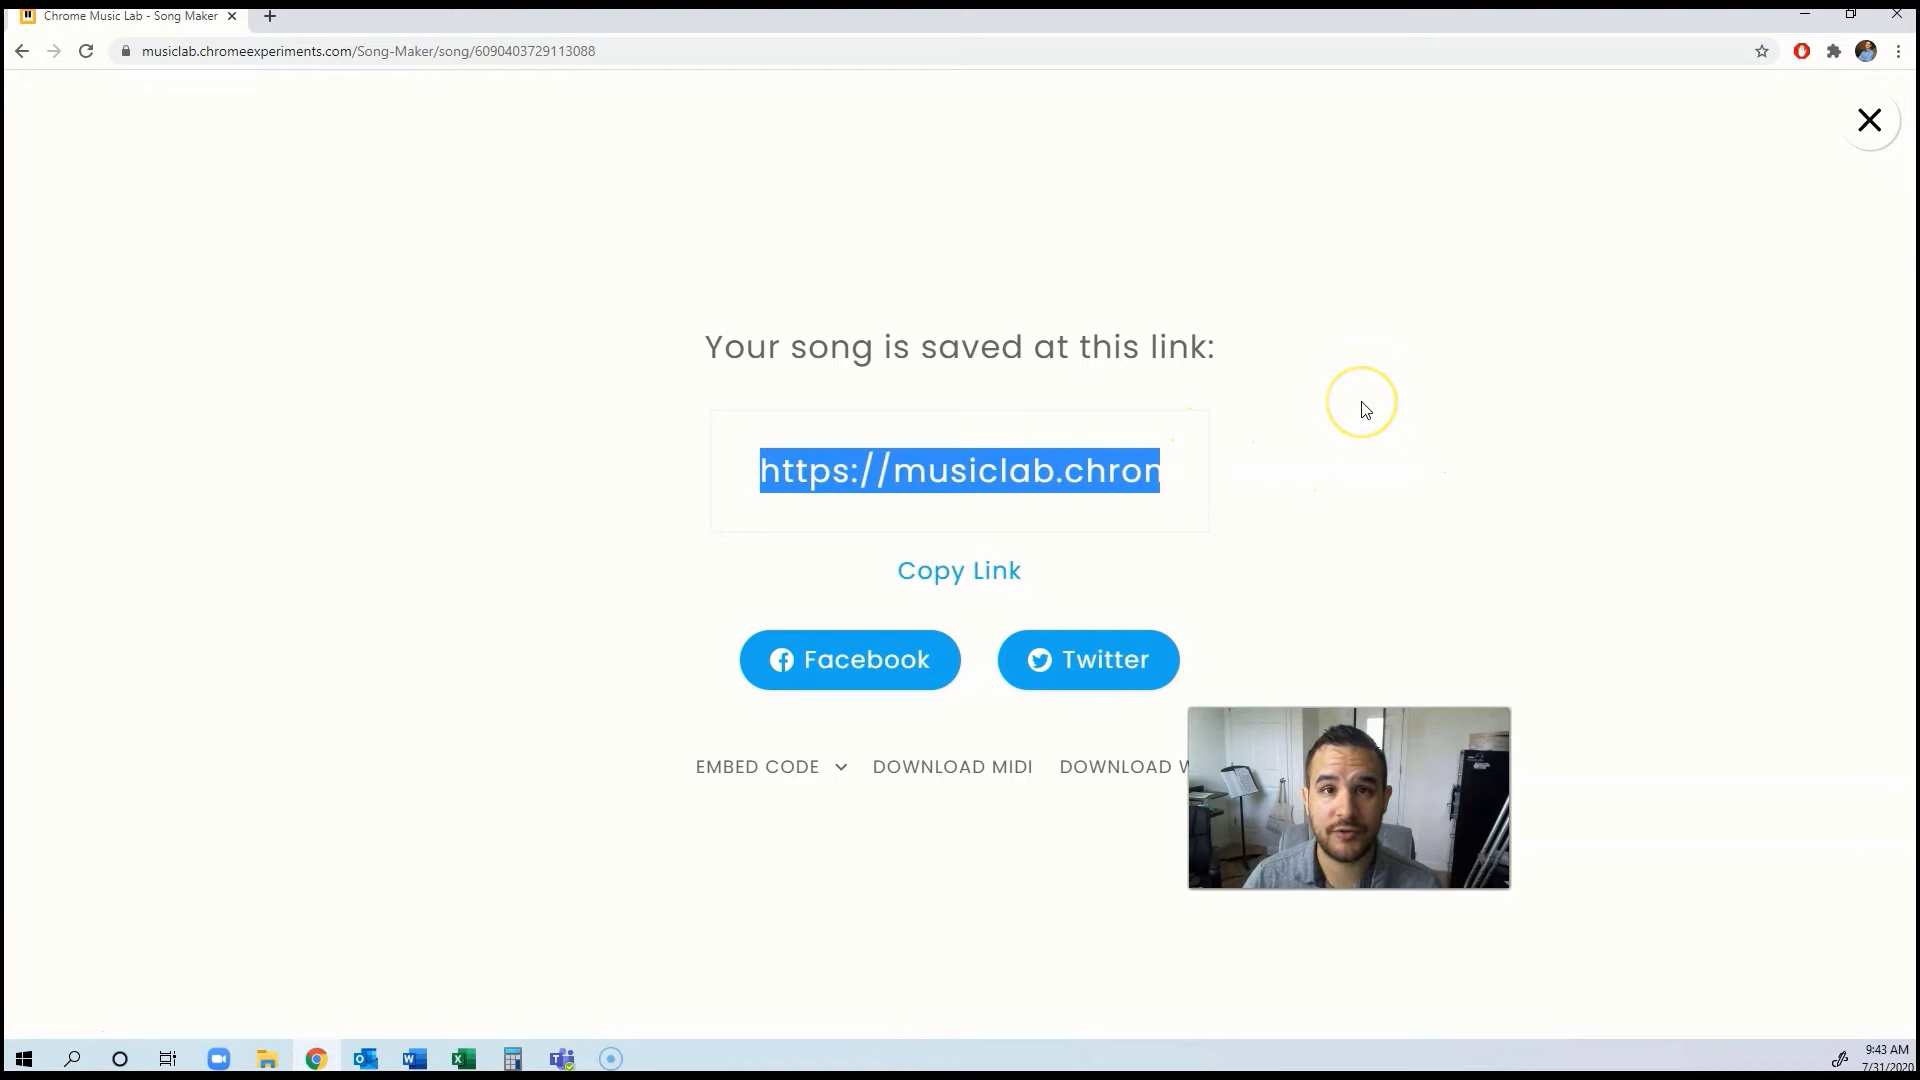 Chrome Music Lab - Song Maker
musiclab.chromeexperiments.com/Song-Maker/song/6090403729113088
Your song is saved at this link:
https://musiclab.chrom
Copy Link
Facebook
Twitter
EMBED CODE
DOWNLOAD MIDI
DOWNLOAD W
9:43 AM
7/31/2020